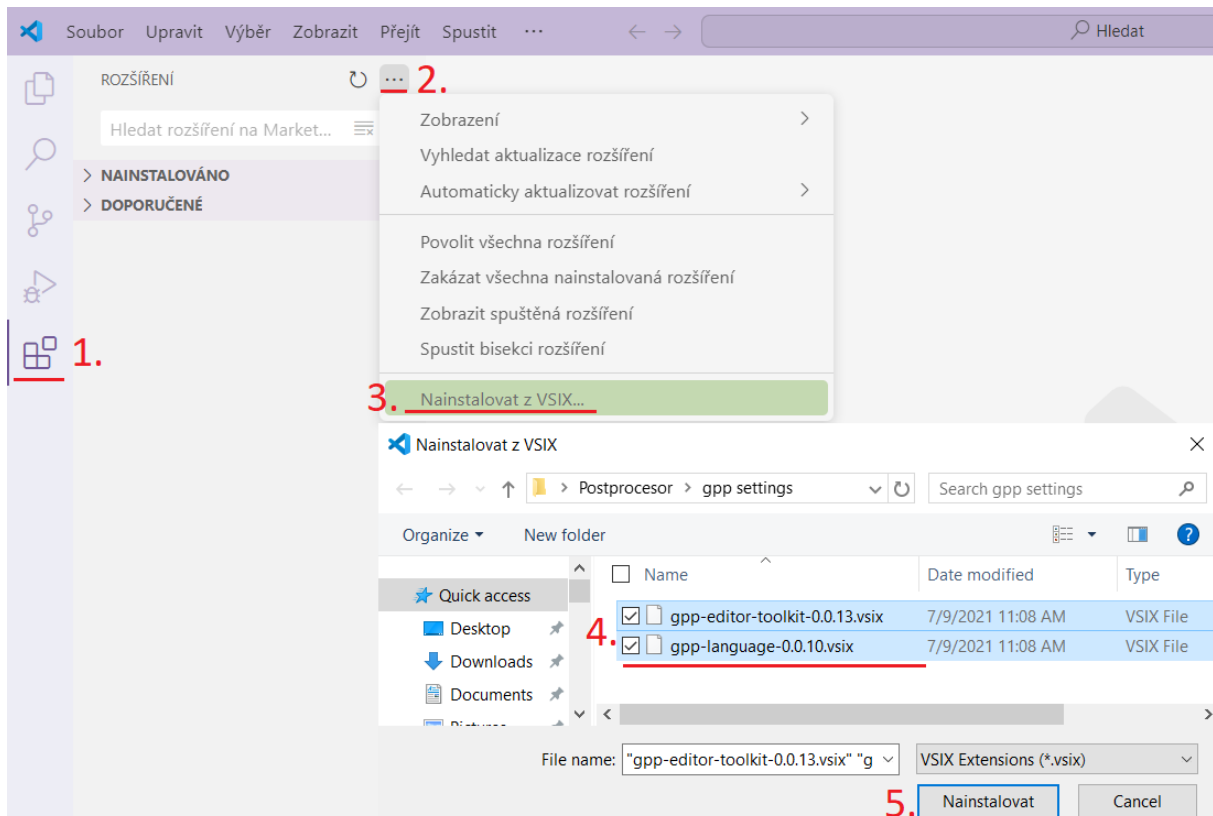 Soubor Upravit Výběr Zobrazit Přejít Spustit ··· Hledat
ROZŠÍŘENÍ ··· 2.
Hledat rozšíření na Market...
NAINSTALOVÁNO
DOPORUČENÉ
1.
Zobrazení
Vyhledat aktualizace rozšíření
Automaticky aktualizovat rozšíření
Povolit všechna rozšíření
Zakázat všechna nainstalovaná rozšíření
Zobrazit spuštěná rozšíření
Spustit bisekci rozšíření
3. Nainstalovat z VSIX...
Nainstalovat z VSIX
Postprocesor > gpp settings
Search gpp settings
Organize New folder
Quick access
Desktop
Downloads
Documents
Name Date modified Type
4.
gpp-editor-toolkit-0.0.13.vsix 7/9/2021 11:08 AM VSIX File
gpp-language-0.0.10.vsix 7/9/2021 11:08 AM VSIX File
File name: "gpp-editor-toolkit-0.0.13.vsix" "g VSIX Extensions (*.vsix)
5. Nainstalovat Cancel